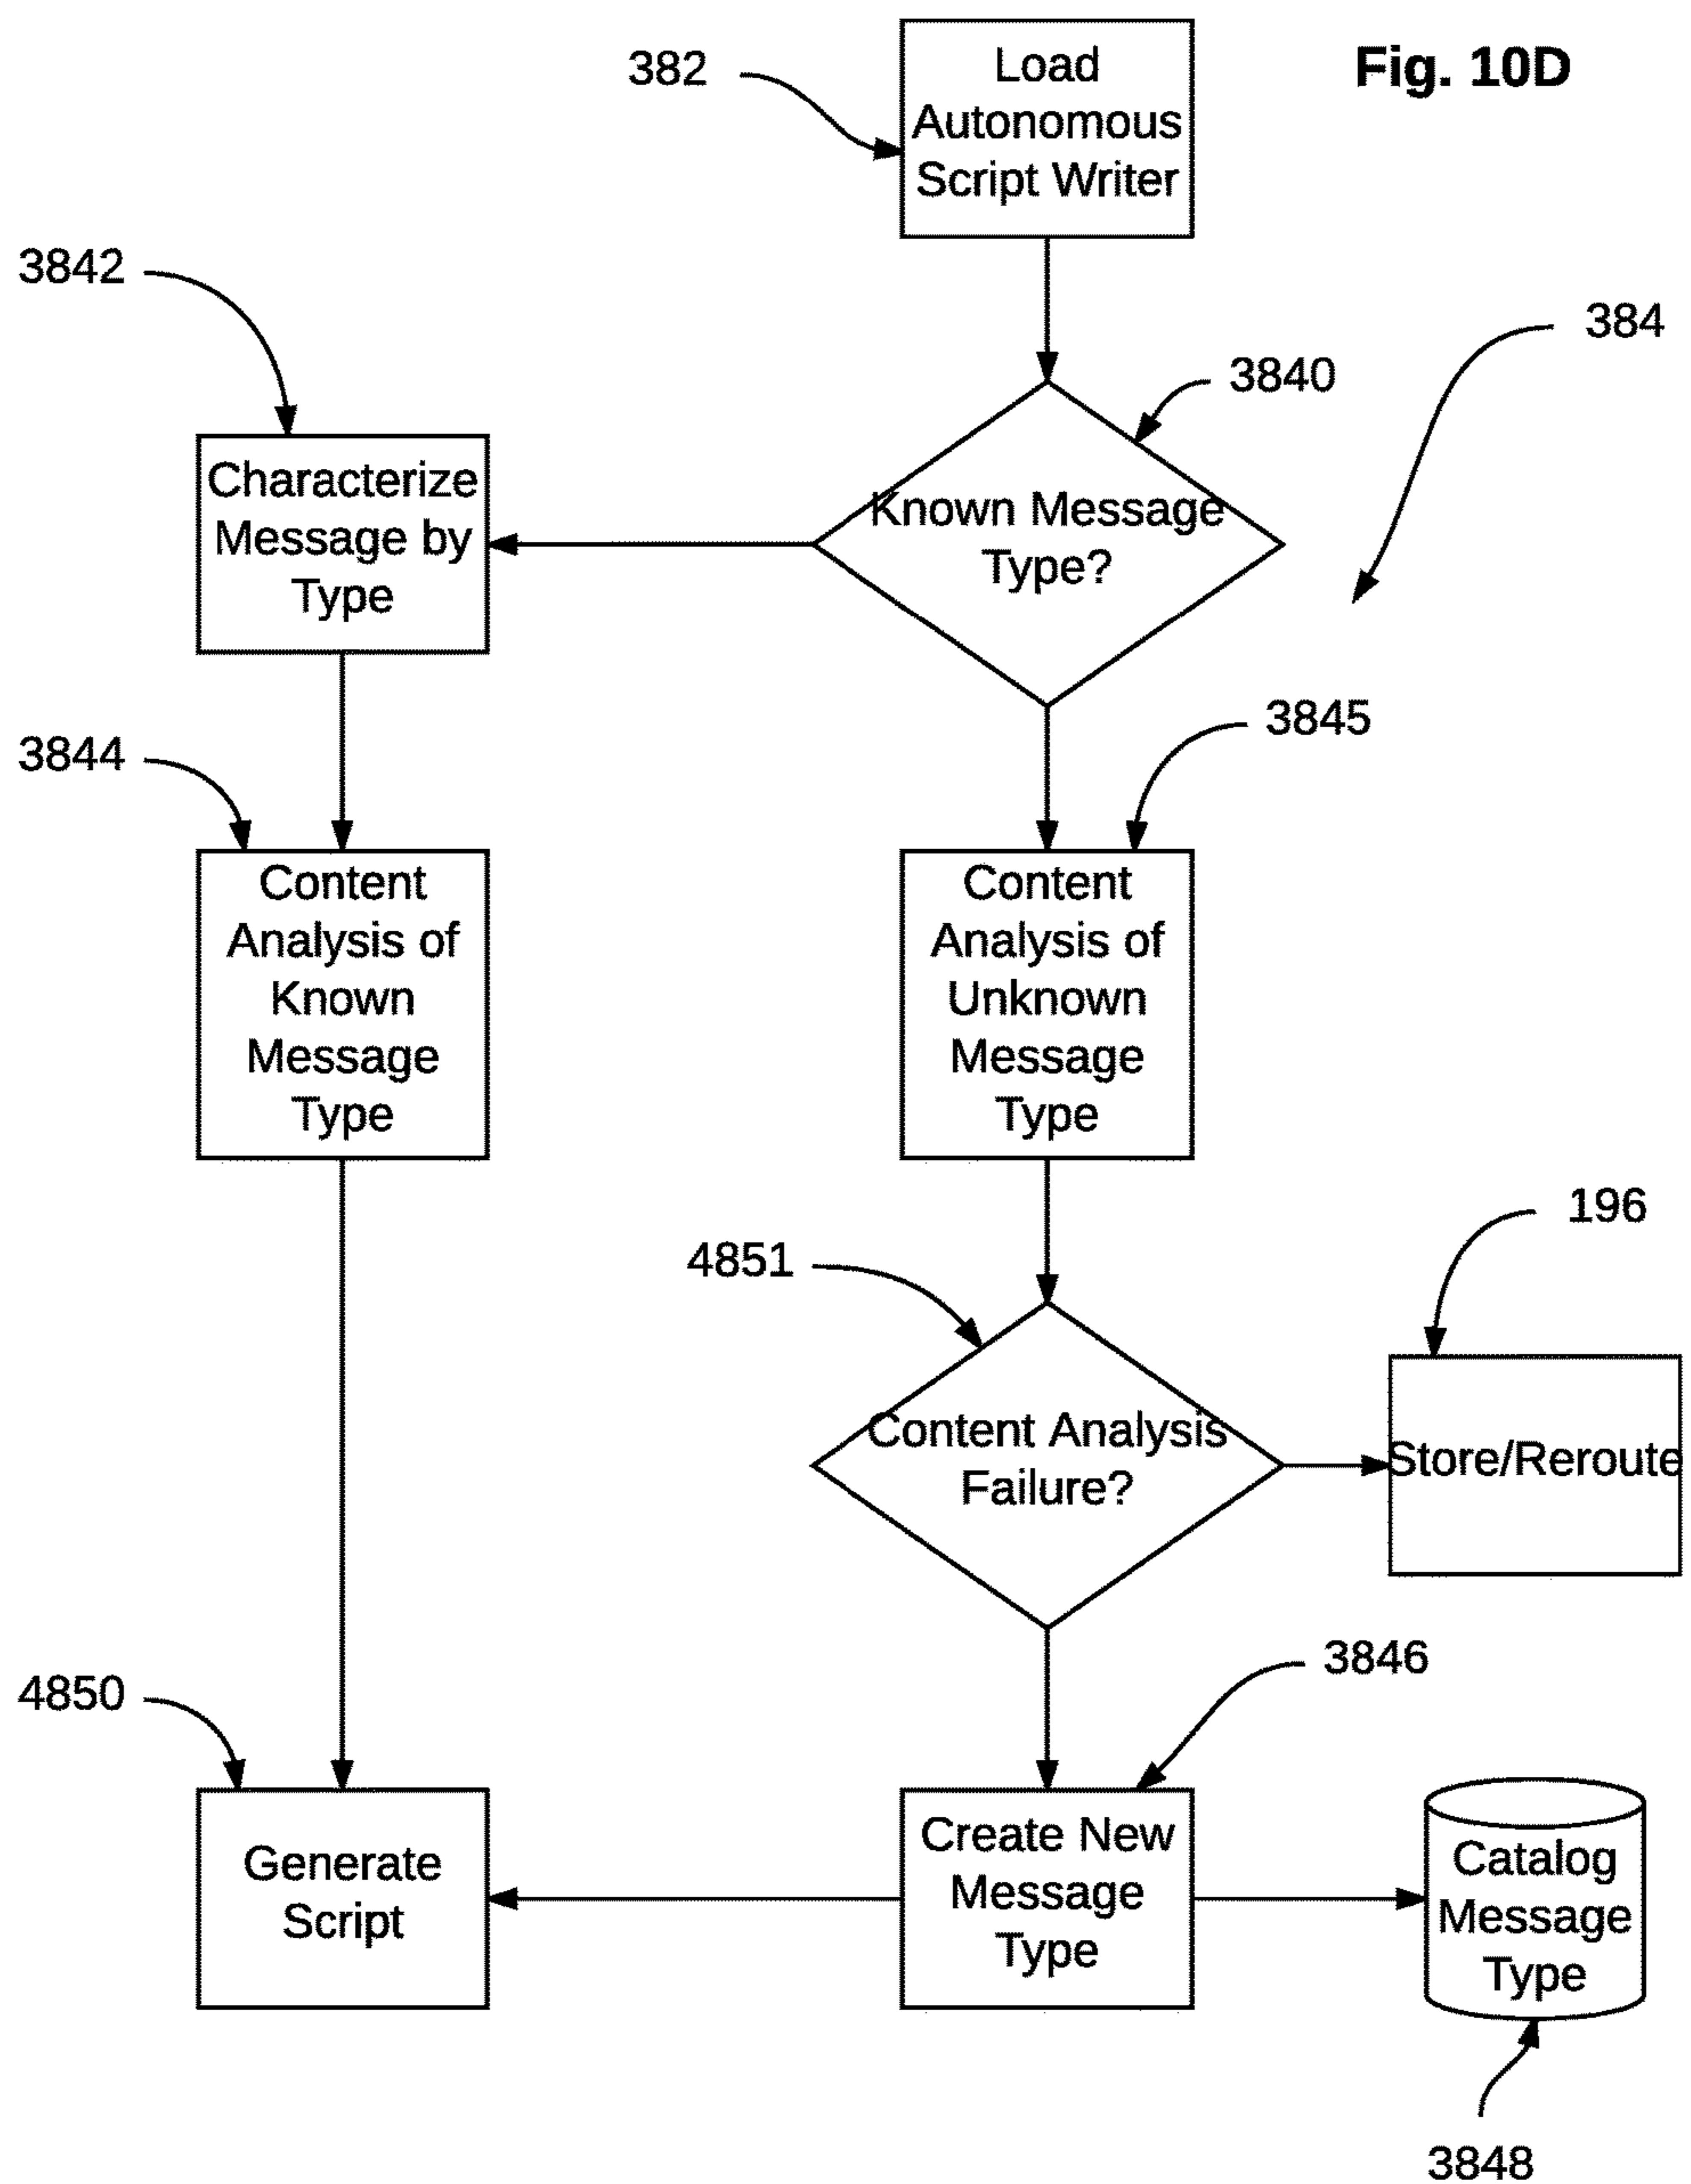 Fig. 10D
382
Load
Autonomous
Script Writer
3842
384
3840
Characterize
Message by
Type
Known Message
Type?
3844
3845
Content
Analysis of
Known
Message
Type
Content
Analysis of
Unknown
Message
Type
196
4851
Content Analysis
Failure?
Store/Reroute
3846
4850
Generate
Script
Create New
Message
Type
Catalog
Message
Type
3848